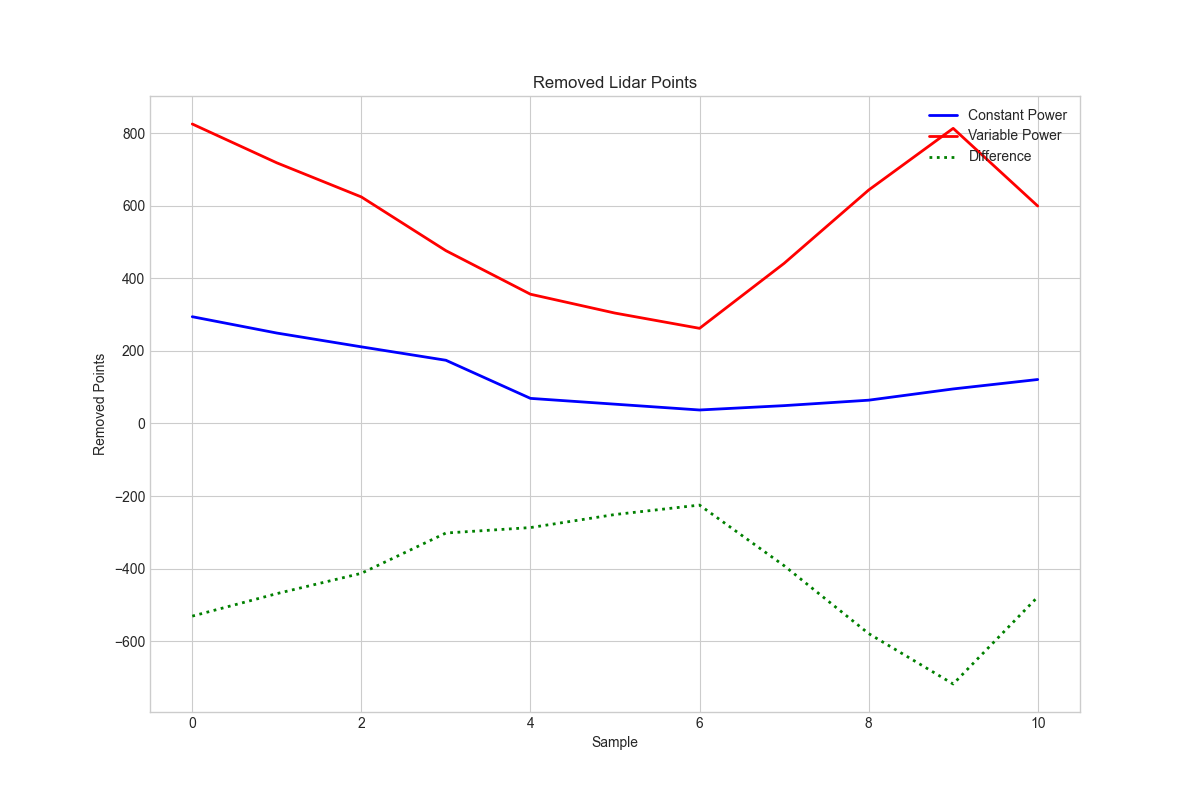 Removed Lidar Points
Constant Power
Variable Power
Difference
800
600
400
200
0
−200
−400
−600
Removed Points
0 2 4 6 8 10
Sample